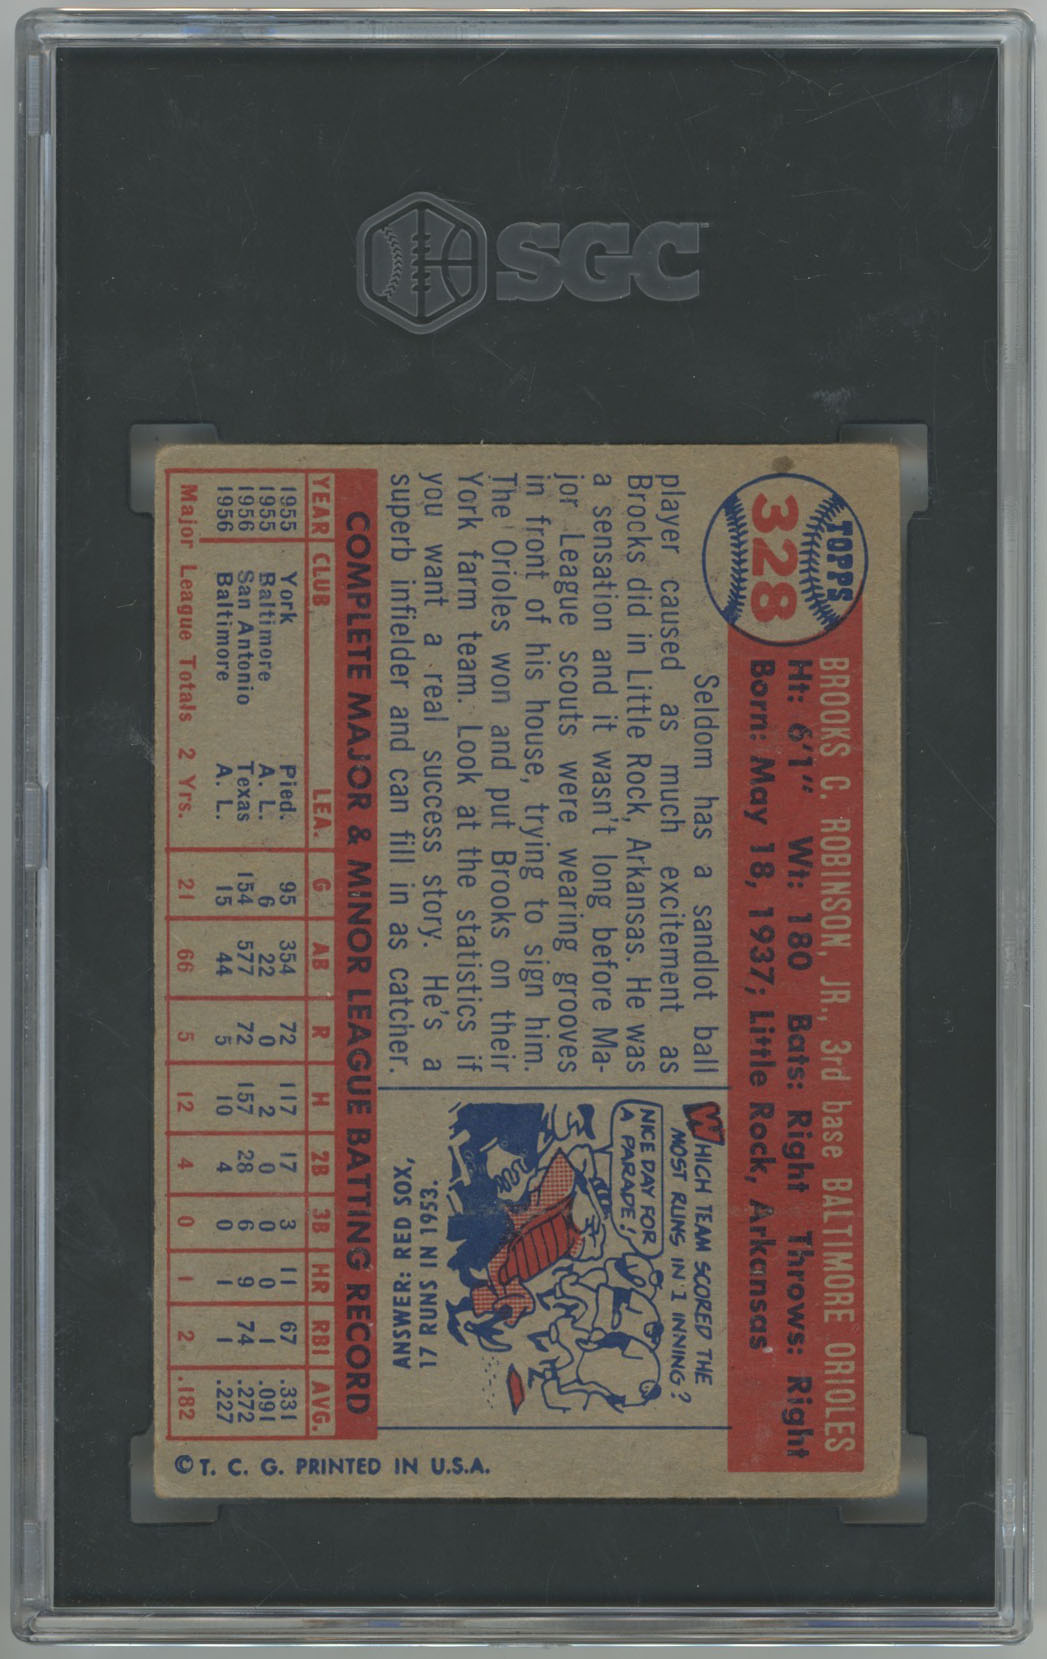 SGC
TOPPS
328
BROOKS C. ROBINSON, JR., 3rd base BALTIMORE ORIOLES
Ht: 6'1" Wt: 180 Bats: Right Throws: Right
Born: May 18, 1937; Little Rock, Arkansas
Seldom has a sandlot ball
player caused as much excitement as
Brocks did in Little Rock, Arkansas. He was
a sensation and it wasn't long before Ma-
jor League scouts were wearing grooves
in front of his house, trying to sign him.
The Orioles won and put Brooks on their
York farm team. Look at the statistics if
you want a real success story. He's a
superb infielder and can fill in as catcher.
WHICH TEAM SCORED THE
MOST RUNS IN 1 INNING?
NICE DAY FOR
A PARADE!
ANSWER: RED SOX,
17 RUNS IN 1953.
COMPLETE MAJOR & MINOR LEAGUE BATTING RECORD
YEAR CLUB LEA. G AB R H 2B 3B HR RBI AVG.
1955 York Pied. 95 354 72 117 17 3 11 67 .331
1955 Baltimore A. L. 6 22 0 2 0 0 0 1 .091
1956 San Antonio Texas 154 577 72 157 28 6 9 74 .272
1956 Baltimore A. L. 15 44 5 10 4 0 1 1 .227
Major League Totals 2 Yrs. 21 66 5 12 4 0 1 2 .182
© T. C. G. PRINTED IN U.S.A.